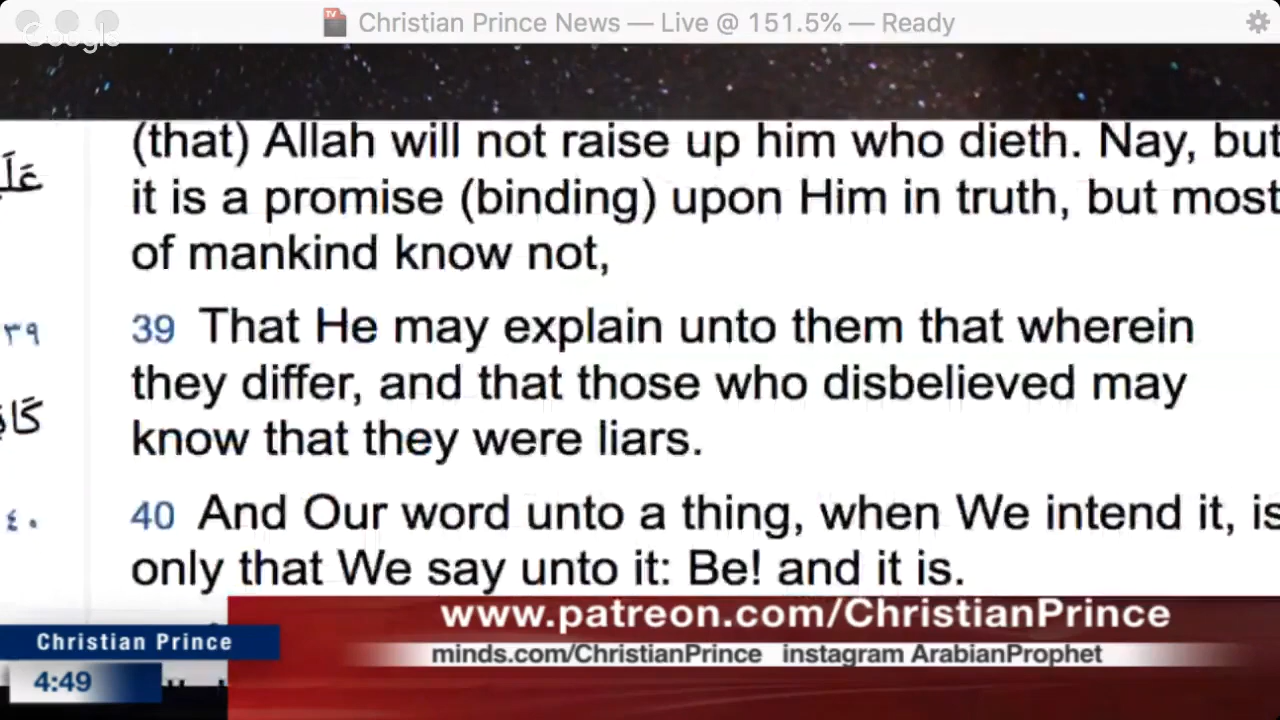 Christian Prince News — Live @ 151.5% — Ready
Google
(that) Allah will not raise up him who dieth. Nay, but
it is a promise (binding) upon Him in truth, but most
of mankind know not,
٣٩
39 That He may explain unto them that wherein
they differ, and that those who disbelieved may
know that they were liars.
٤٠
40 And Our word unto a thing, when We intend it, is
only that We say unto it: Be! and it is.
www.patreon.com/ChristianPrince
Christian Prince
minds.com/ChristianPrince instagram ArabianProphet
4:49